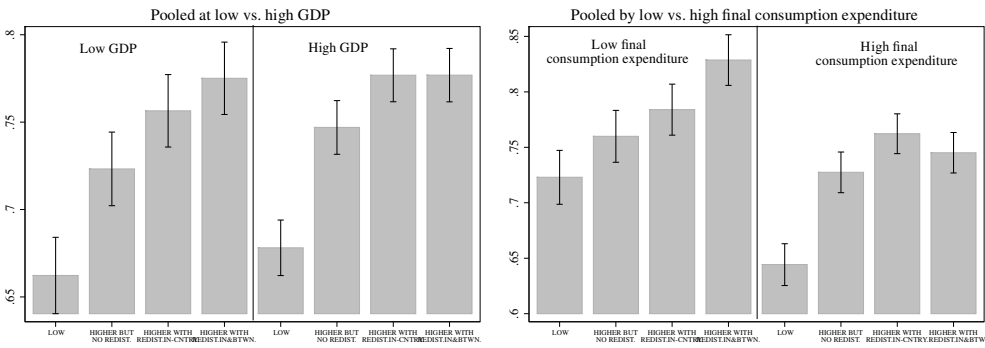 Pooled at low vs. high GDP
Low GDP
High GDP
.8
.75
.7
.65
LOW
HIGHER BUT
NO REDIST.
HIGHER WITH
REDIST.IN-CNTRY.
HIGHER WITH
REDIST.IN&BTWN.
LOW
HIGHER BUT
NO REDIST.
HIGHER WITH
REDIST.IN-CNTRY.
HIGHER WITH
REDIST.IN&BTWN.
Pooled by low vs. high final consumption expenditure
Low final
consumption expenditure
High final
consumption expenditure
.85
.8
.75
.7
.65
.6
LOW
HIGHER BUT
NO REDIST.
HIGHER WITH
REDIST.IN-CNTRY.
HIGHER WITH
REDIST.IN&BTWN.
LOW
HIGHER BUT
NO REDIST.
HIGHER WITH
REDIST.IN-CNTRY.
HIGHER WITH
REDIST.IN&BTWN.